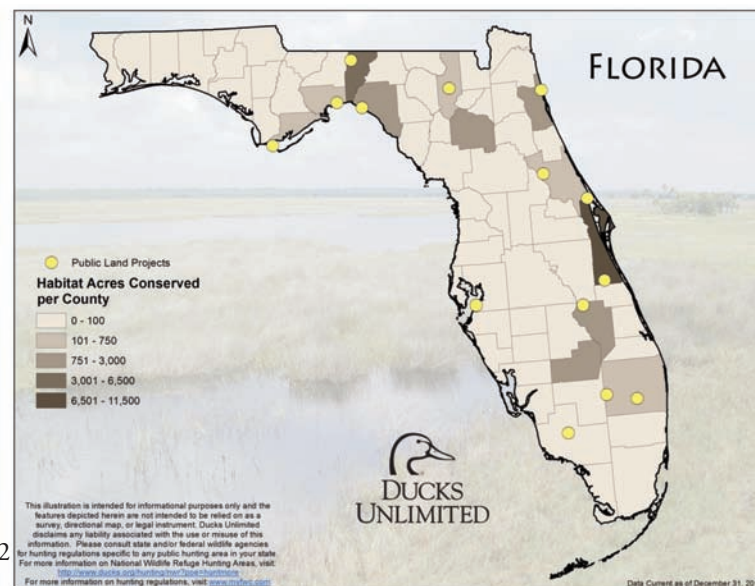 N
FLORIDA
Public Land Projects
Habitat Acres Conserved
per County
0 - 100
101 - 750
751 - 3,000
3,001 - 6,500
6,501 - 11,500
DUCKS
UNLIMITED
This illustration is intended for informational purposes only and the
features depicted herein are not intended to be relied on as a
survey, directional map, or legal instrument. Ducks Unlimited
disclaims any liability associated with the use or misuse of this
information. Please consult state and/or federal wildlife agencies
for hunting regulations specific to any public hunting area in your state.
For more information on National Wildlife Refuge Hunting Areas, visit:
For more information on hunting regulations, visit www.myfwc.com
Data Current as of December 31, 20
2